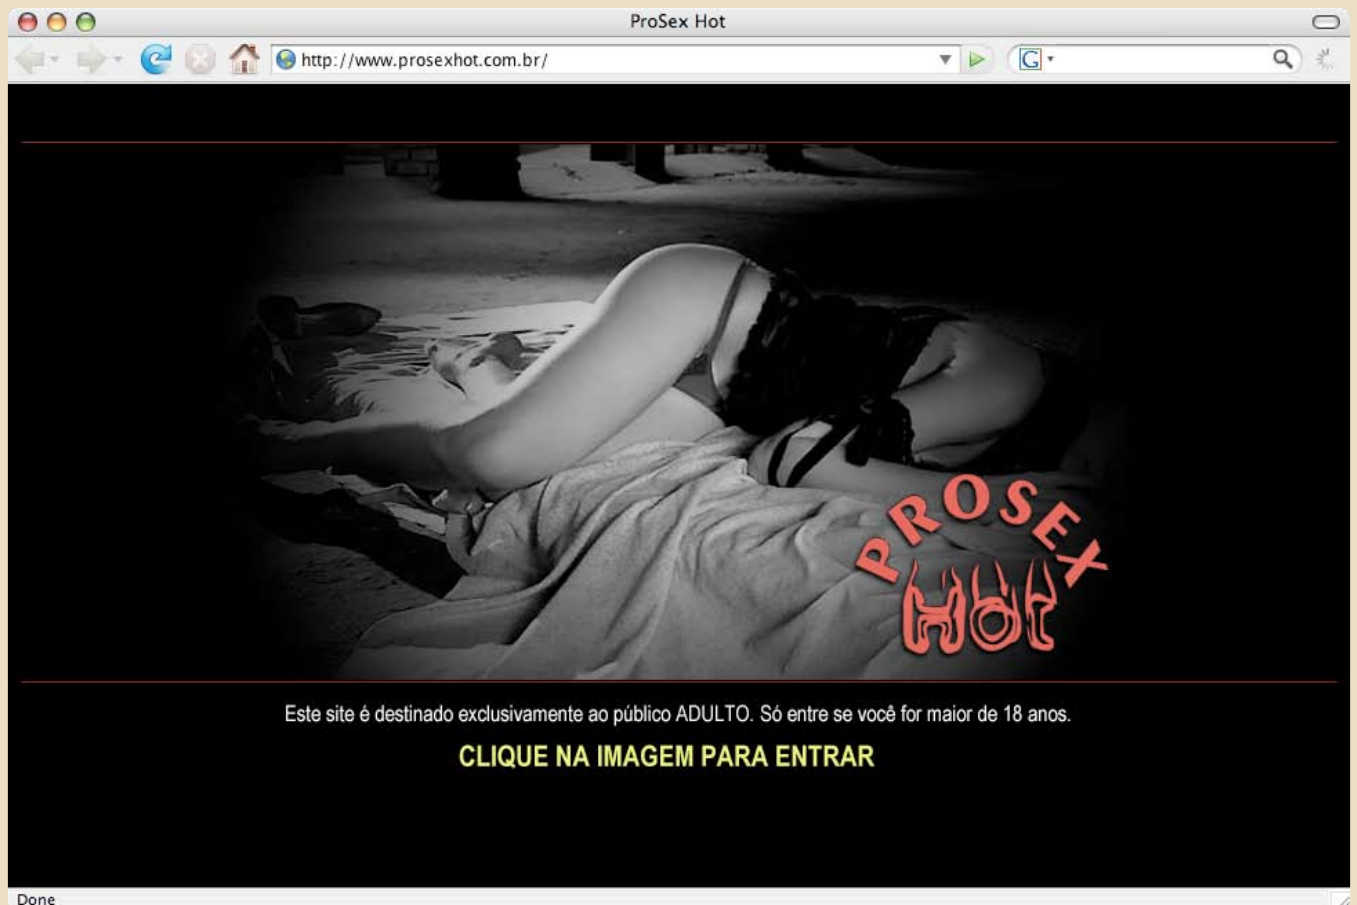 ProSex Hot
http://www.prosexhot.com.br/
G
PROSEX
Hot
Este site é destinado exclusivamente ao público ADULTO. Só entre se você for maior de 18 anos.
CLIQUE NA IMAGEM PARA ENTRAR
Done